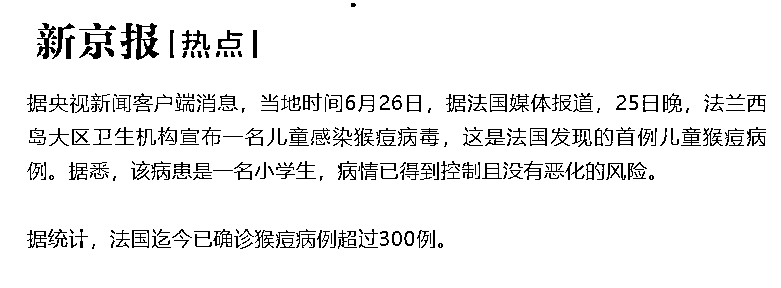 新京报[热点]
据央视新闻客户端消息，当地时间6月26日，据法国媒体报道，25日晚，法兰西
岛大区卫生机构宣布一名儿童感染猴痘病毒，这是法国发现的首例儿童猴痘病
例。据悉，该病患是一名小学生，病情已得到控制且没有恶化的风险。
据统计，法国迄今已确诊猴痘病例超过300例。